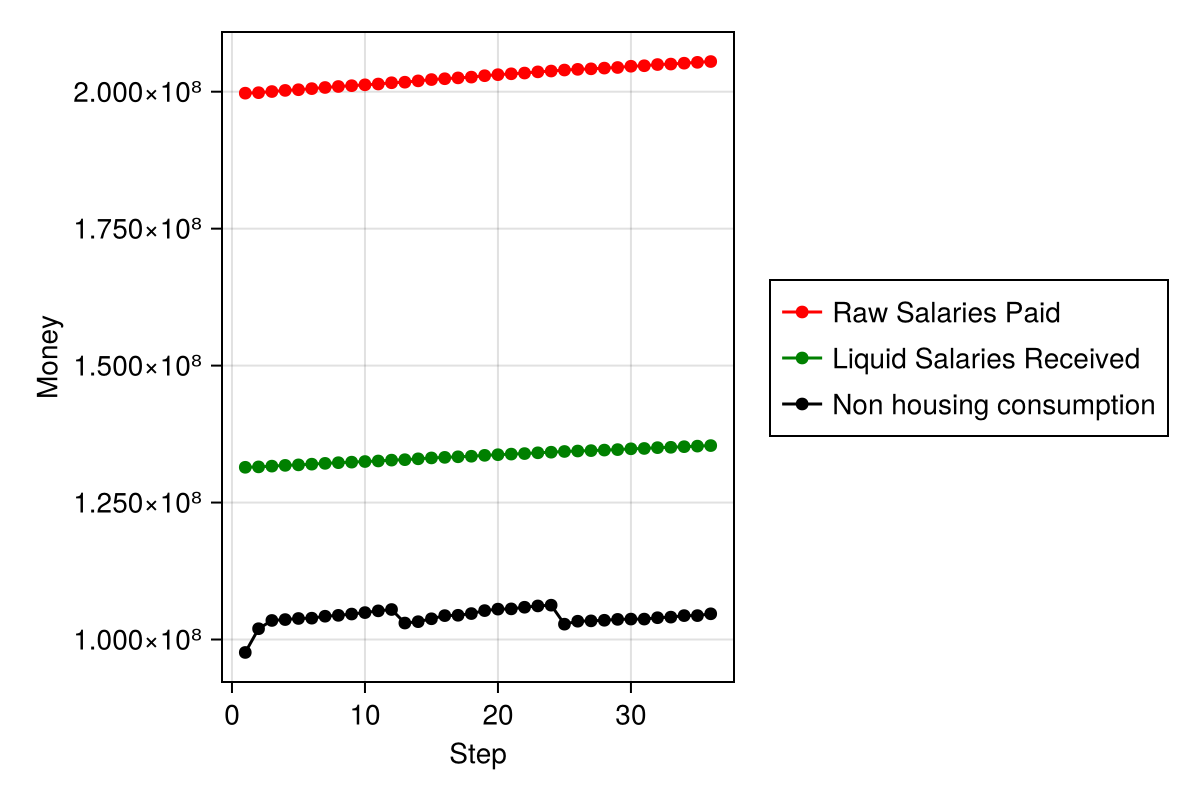 2.000×10⁸
1.750×10⁸
1.500×10⁸
1.250×10⁸
1.000×10⁸
Money
0 10 20 30
Step
Raw Salaries Paid
Liquid Salaries Received
Non housing consumption